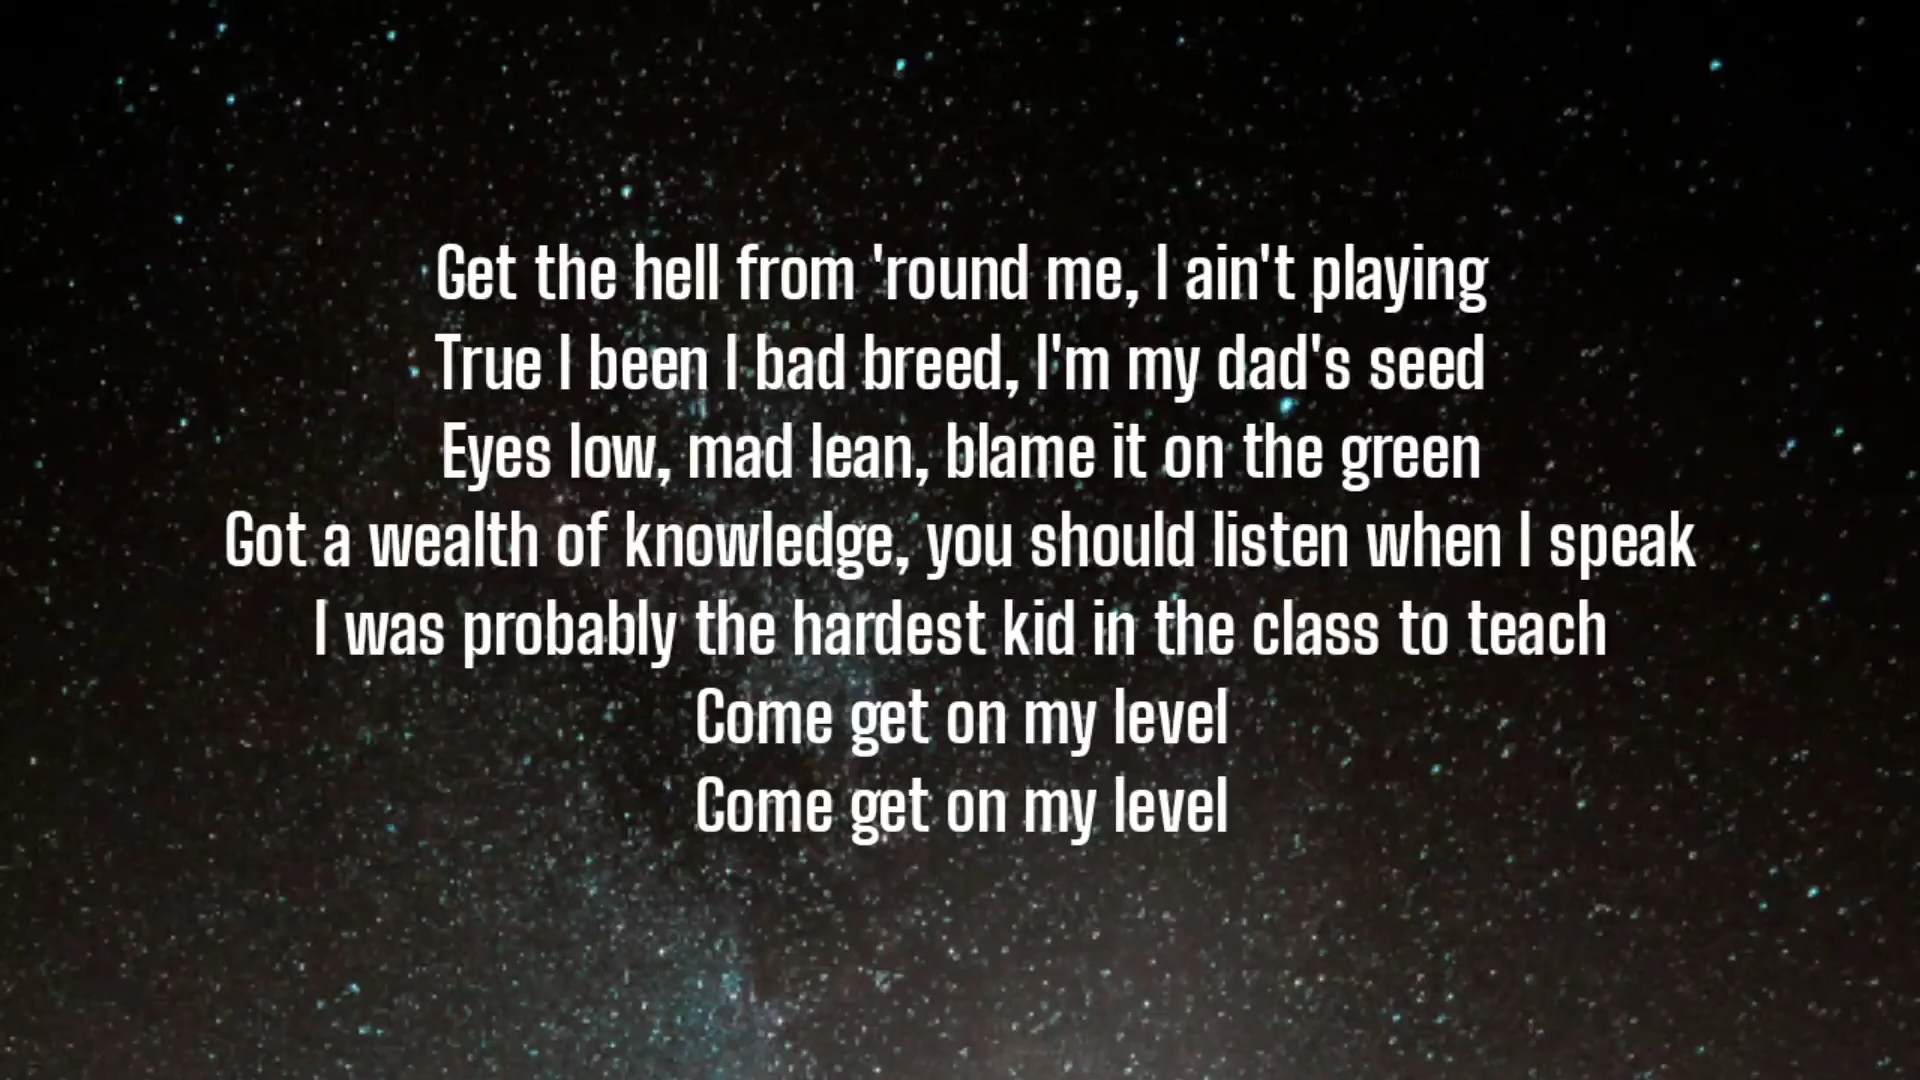 Get the hell from 'round me, I ain't playing
True I been I bad breed, I'm my dad's seed
Eyes low, mad lean, blame it on the green
Got a wealth of knowledge, you should listen when I speak
I was probably the hardest kid in the class to teach
Come get on my level
Come get on my level